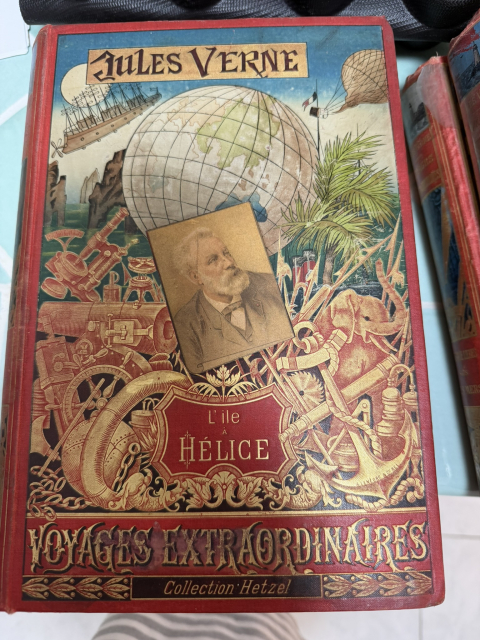 JULES VERNE
L'île
à
HÉLICE
VOYAGES EXTRAORDINAIRES
Collection Hetzel